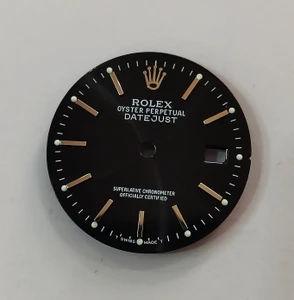 ROLEX
OYSTER PERPETUAL
DATEJUST
SUPERLATIVE CHRONOMETER
OFFICIALLY CERTIFIED
T SWISS MADE T